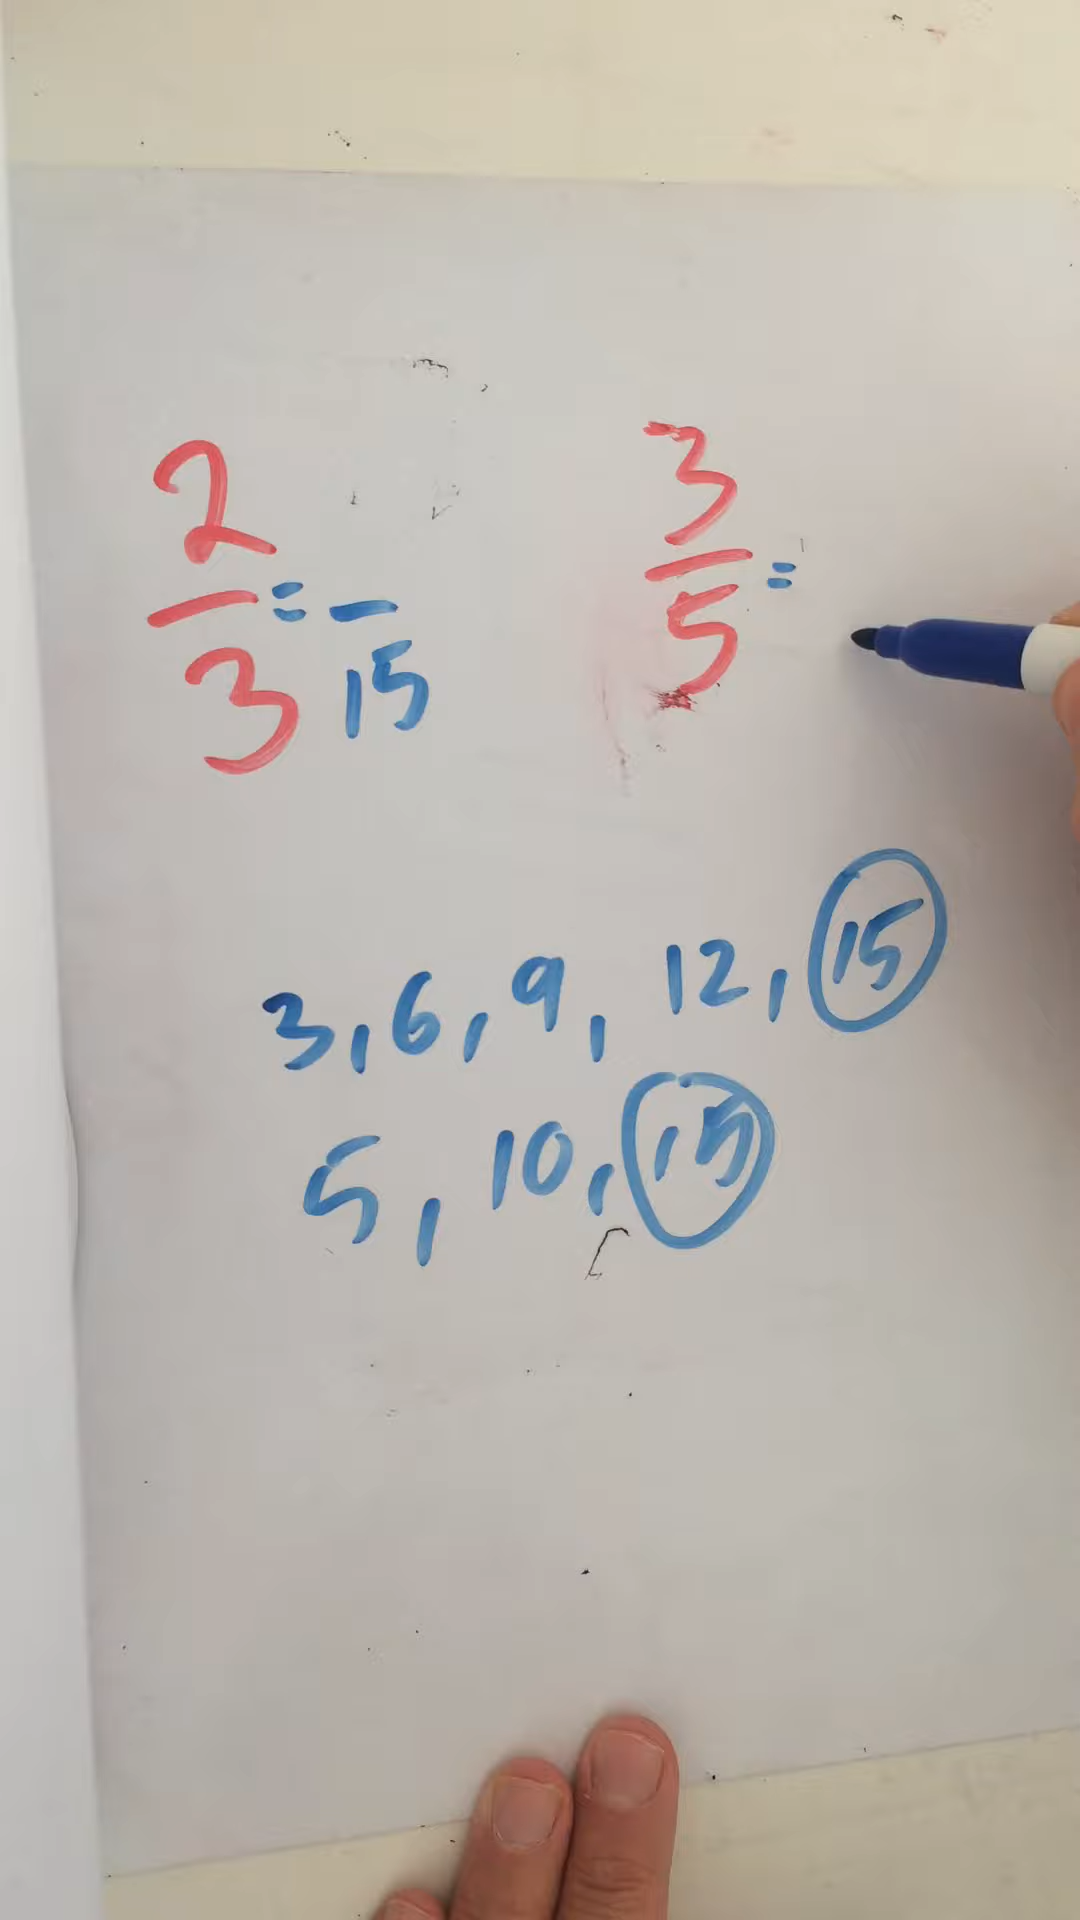 2/3 = _/15
3/5 =
3, 6, 9, 12, 15
5, 10, 15